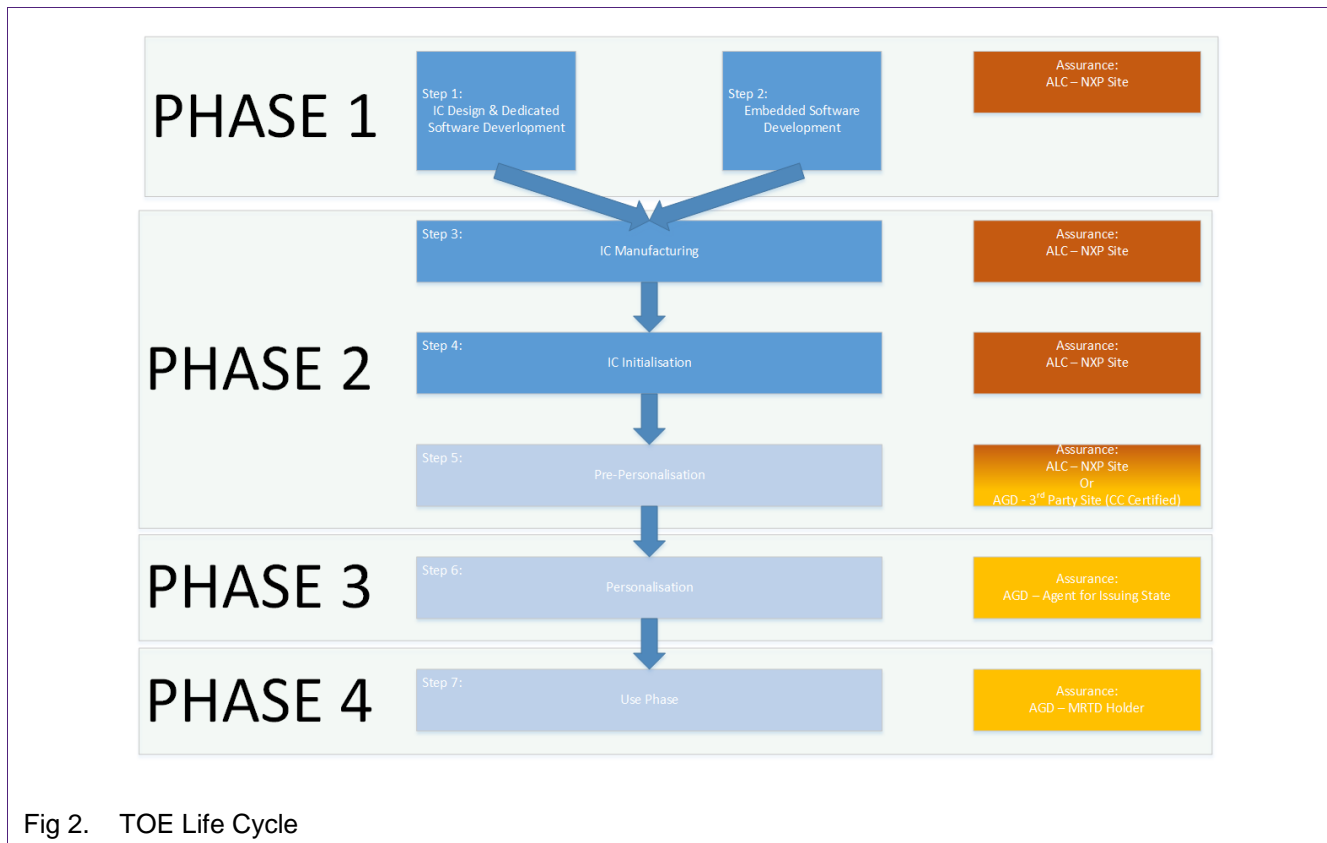 PHASE 1
Step 1:
IC Design & Dedicated
Software Deverlopment
Step 2:
Embedded Software
Development
Assurance:
ALC – NXP Site
PHASE 2
Step 3:
IC Manufacturing
Assurance:
ALC – NXP Site
Step 4:
IC Initialisation
Assurance:
ALC – NXP Site
Step 5:
Pre-Personalisation
Assurance:
ALC – NXP Site
Or
AGD - 3rd Party Site (CC Certified)
PHASE 3
Step 6:
Personalisation
Assurance:
AGD – Agent for Issuing State
PHASE 4
Step 7:
Use Phase
Assurance:
AGD – MRTD Holder
Fig 2. TOE Life Cycle